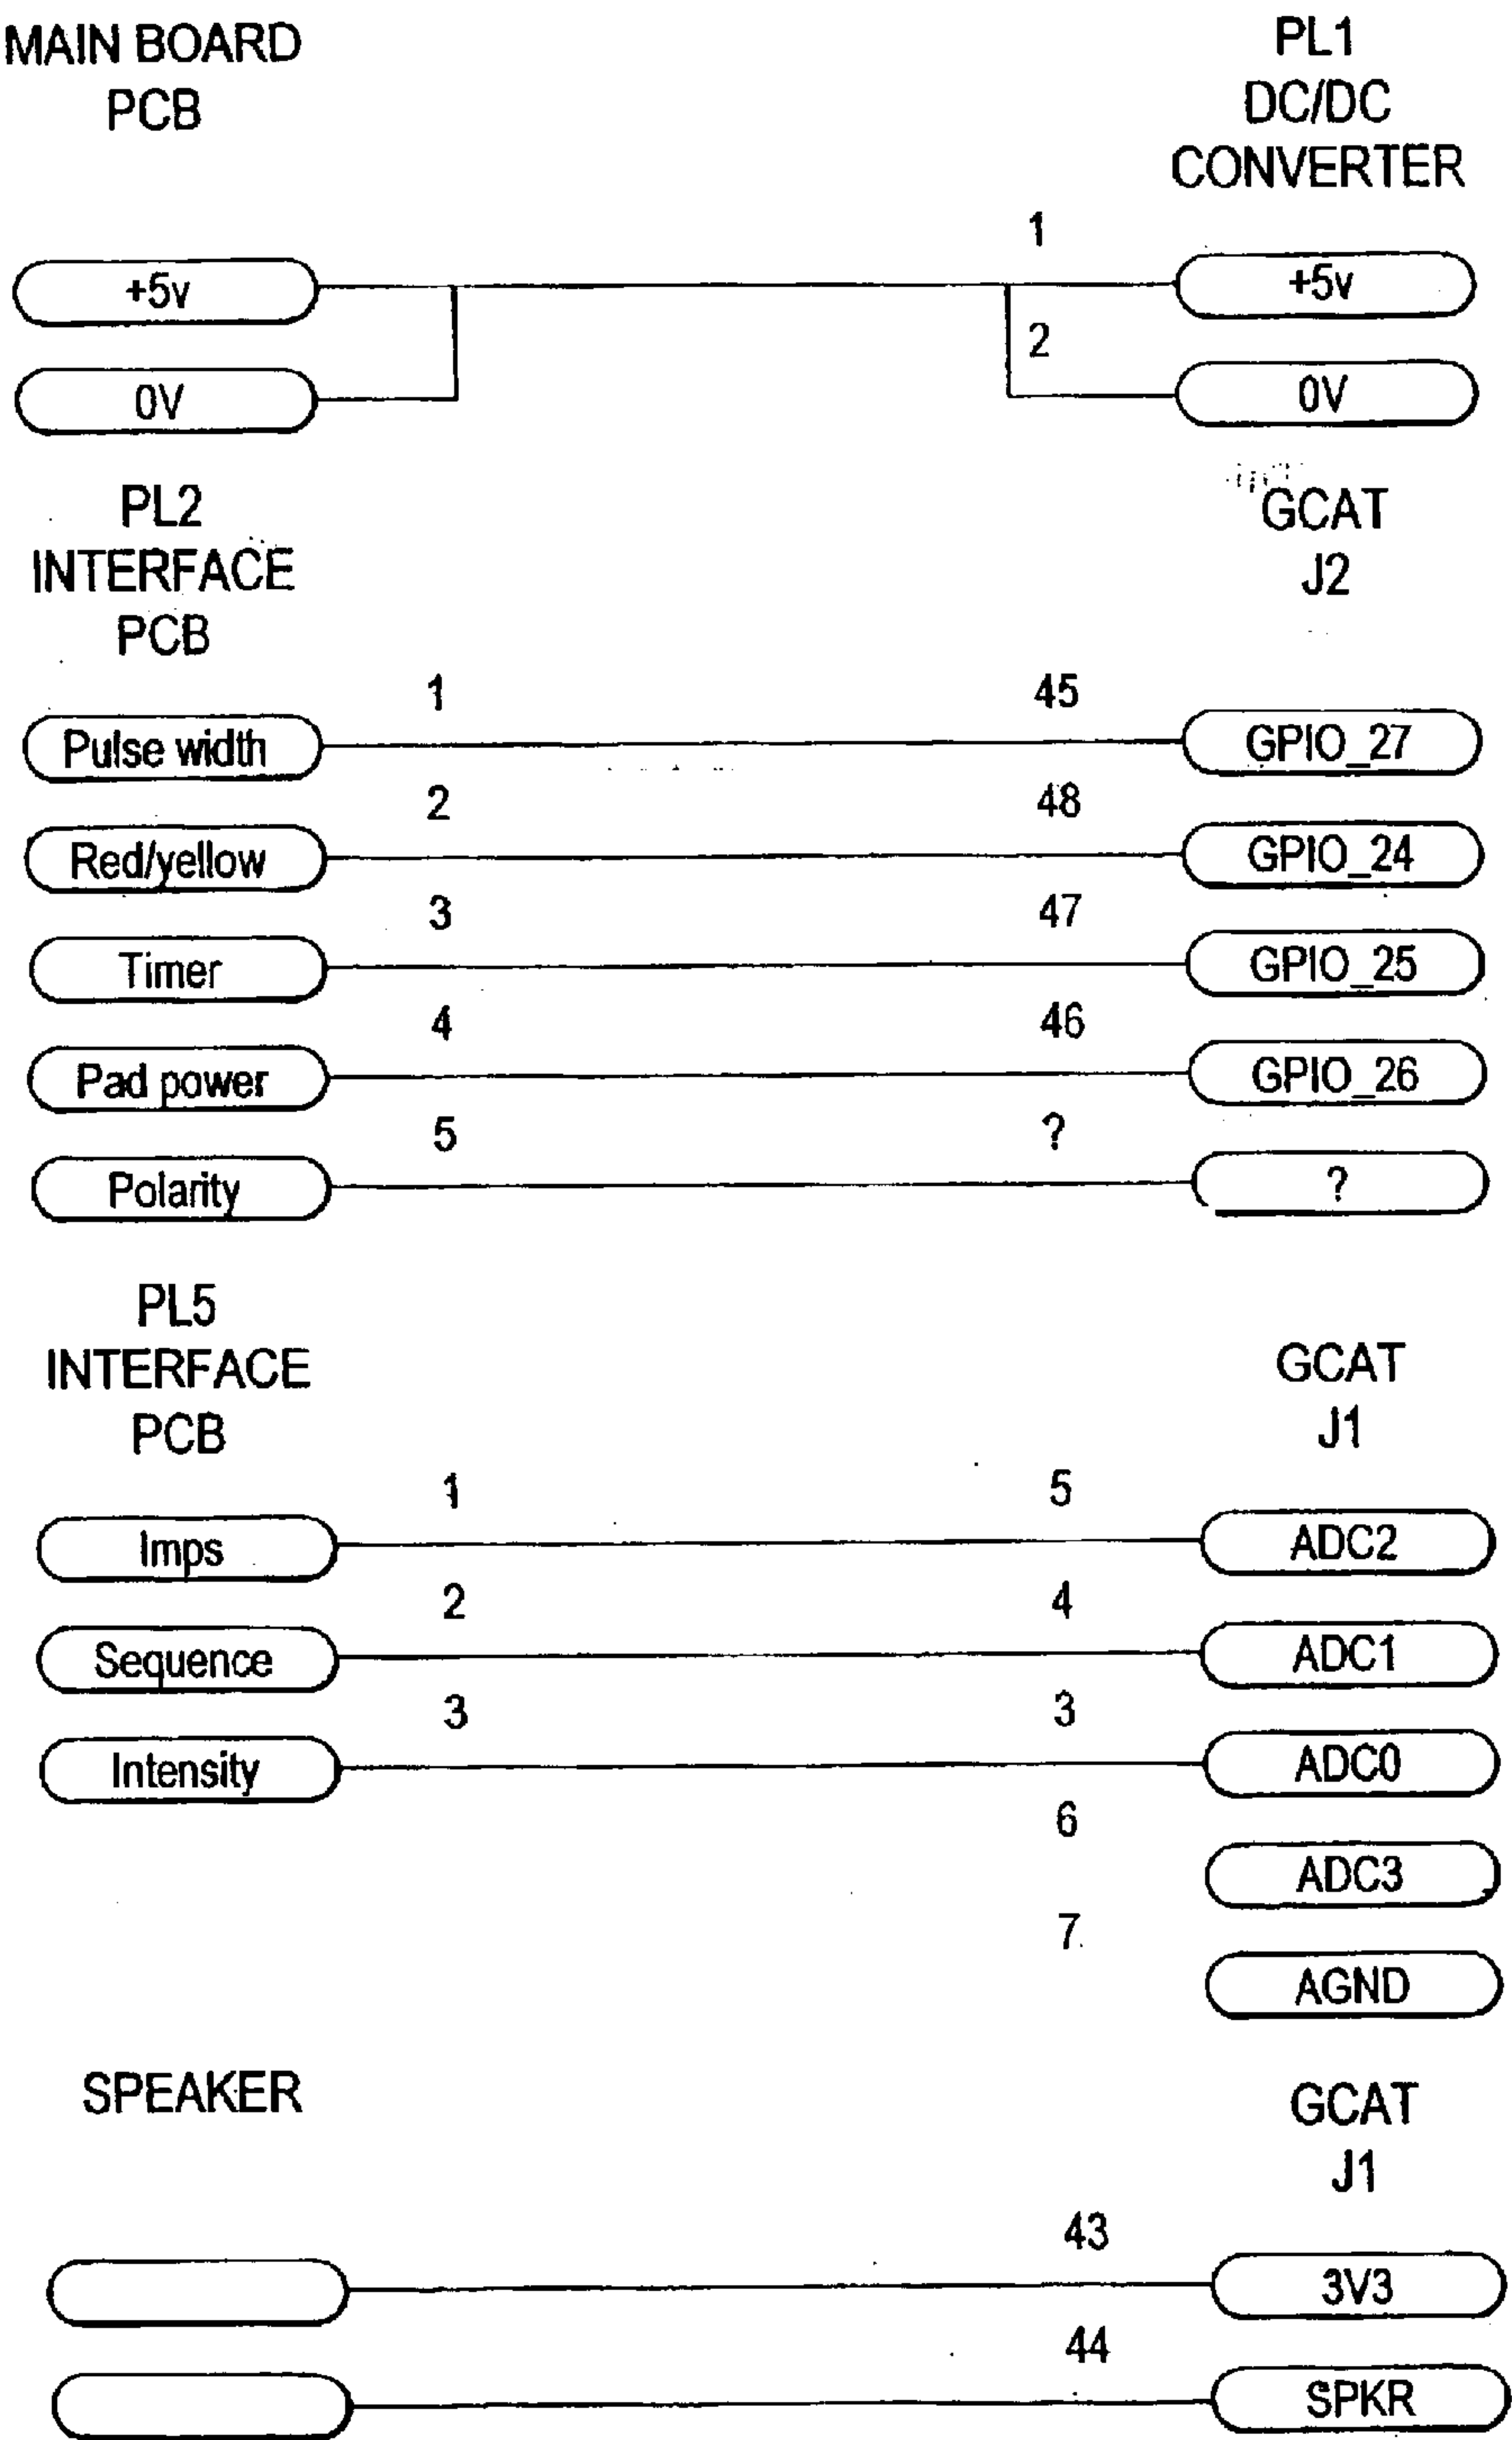 MAIN BOARD
PCB
PL1
DC/DC
CONVERTER
1
+5v
+5v
2
0V
0V
PL2
INTERFACE
PCB
GCAT
J2
1
45
Pulse width
GPIO_27
2
48
Red/yellow
GPIO_24
3
47
Timer
GPIO_25
4
46
Pad power
GPIO_26
5
?
Polarity
?
PL5
INTERFACE
PCB
GCAT
J1
1
5
Imps
ADC2
2
4
Sequence
ADC1
3
3
Intensity
ADC0
6
ADC3
7
AGND
SPEAKER
GCAT
J1
43
3V3
44
SPKR